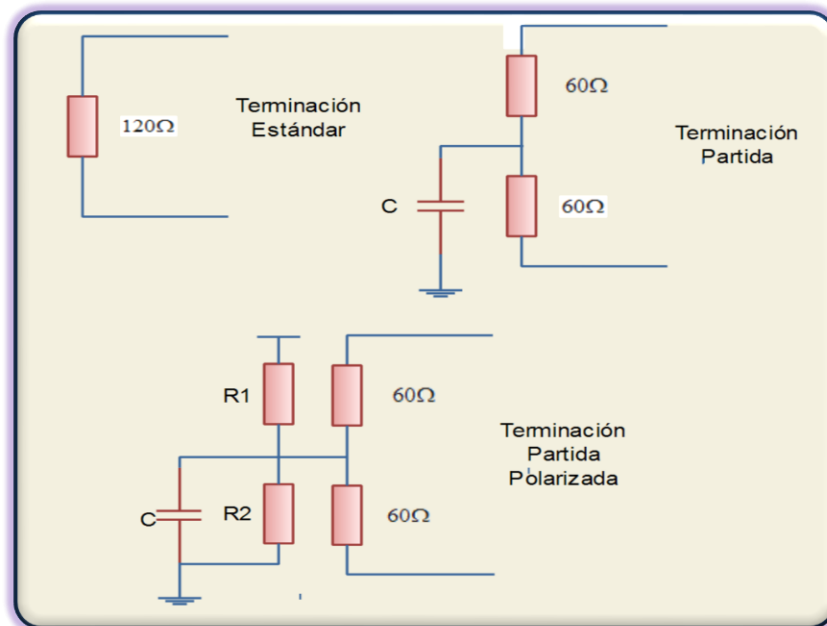 120Ω
Terminación
Estándar
60Ω
C
60Ω
Terminación
Partida
R1
60Ω
C
R2
60Ω
Terminación
Partida
Polarizada